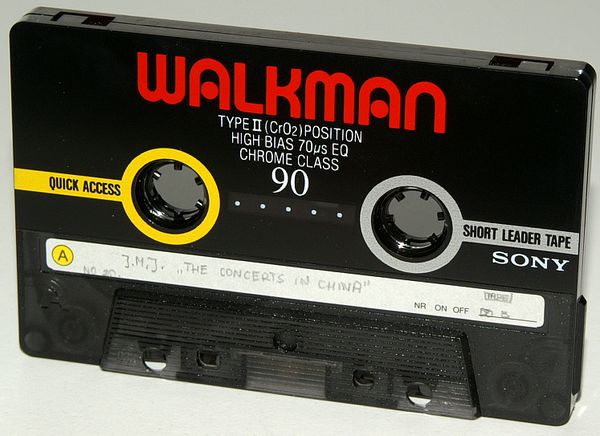 WALKMAN
TYPE II (CrO2) POSITION
HIGH BIAS 70µs EQ
CHROME CLASS
90
QUICK ACCESS
SHORT LEADER TAPE
SONY
A
J.M.J. „THE CONCERTS IN CHINA"
NR ON OFF